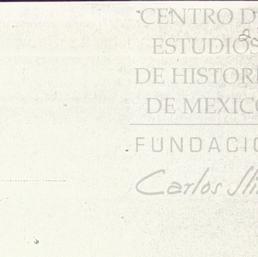 CENTRO D
ESTUDIOS
DE HISTORI
DE MEXICO
FUNDACIO
Carlos Sli